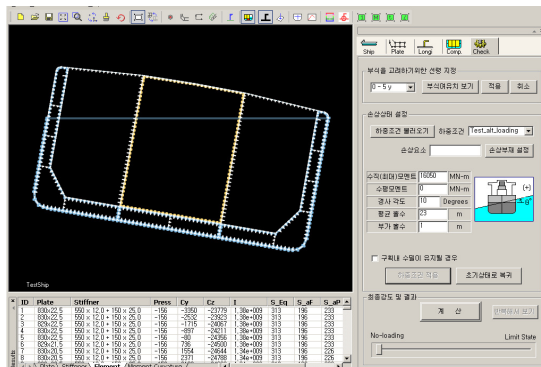 Ship Plate Longi Comp. Check
부식을 고려하기위한 선령 지정
0 - 5 y 부식여유치 보기 적용 취소
손상상태 설정
하중조건 불러오기 하중조건 Test_alt_loading
손상요소 손상부재 설정
수직(최대)모멘트 16050 MN-m
수평모멘트 0 MN-m
경사 각도 10 Degrees
평균 흘수 23 m
부가 흘수 1 m
(+)
θ°
구획내 수밀이 유지될 경우
하중조건 적용 초기상태로 복귀
최종강도 및 결과
계 산
No-loading Limit State
TestShip
ID Plate Stiffner Press Cy Cz I S_Eq S_aF S_aP
1 830x22,5 550 x 12,0 + 150 x 25,0 -156 -3350 -23779 1,38e+009 313 196 233
2 830x22,5 550 x 12,0 + 150 x 25,0 -156 -2532 -23923 1,38e+009 313 196 233
3 829x22,5 550 x 12,0 + 150 x 25,0 -156 -1715 -24067 1,38e+009 313 196 233
4 830x22,5 550 x 12,0 + 150 x 25,0 -156 -897 -24211 1,38e+009 313 196 233
5 830x22,5 550 x 12,0 + 150 x 25,0 -156 -80 -24356 1,38e+009 313 196 233
6 829x21,5 550 x 12,0 + 150 x 25,0 -156 736 -24500 1,38e+009 313 196 233
7 830x20,5 550 x 12,0 + 150 x 25,0 -156 1554 -24644 1,34e+009 313 196 226
8 830x20,5 550 x 12,0 + 150 x 25,0 -156 2371 -24788 1,34e+009 313 196 226
Results
Plate Stiffener Element Moment Curvature